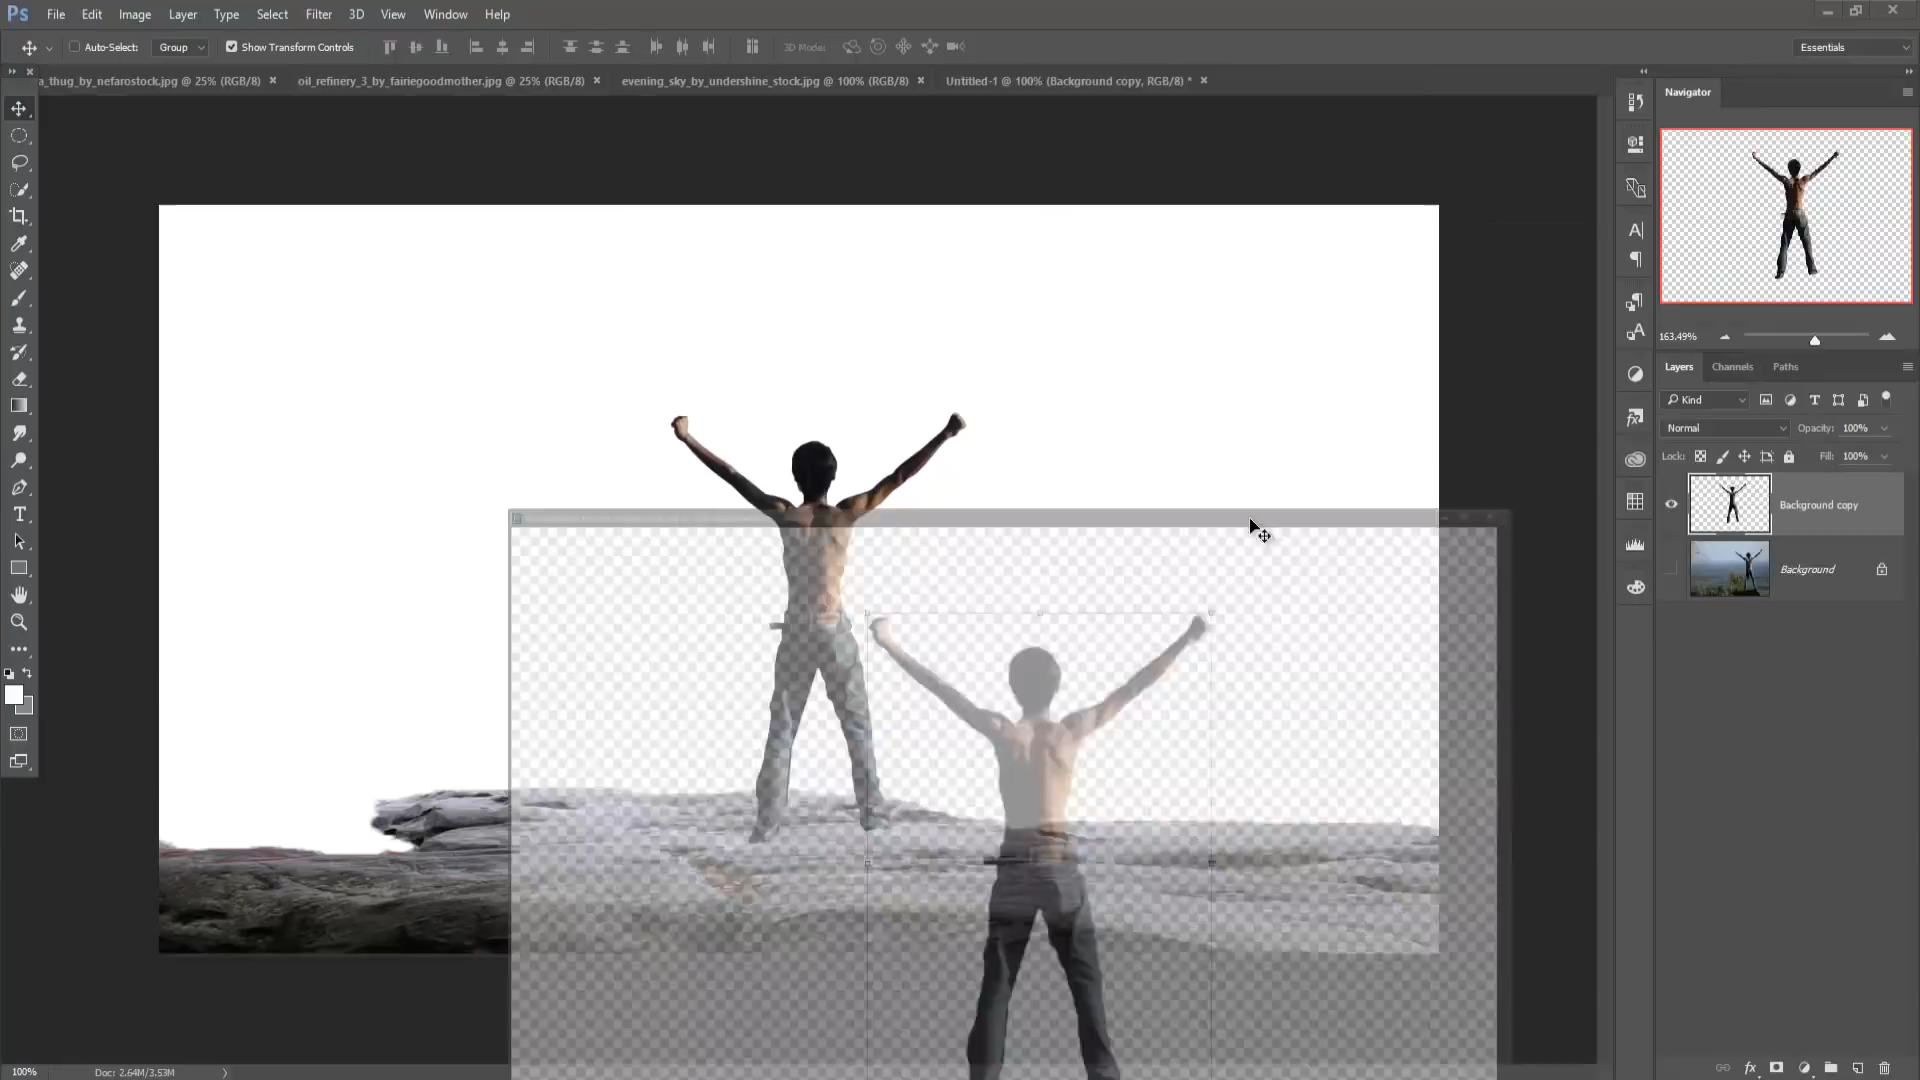 Ps File Edit Image Layer Type Select Filter 3D View Window Help
Auto-Select: Group Show Transform Controls 3D Mode: Essentials
a_thug_by_nefarostock.jpg @ 25% (RGB/8) oil_refinery_3_by_fairiegoodmother.jpg @ 25% (RGB/8) evening_sky_by_undershine_stock.jpg @ 100% (RGB/8) Untitled-1 @ 100% (Background copy, RGB/8) *
Navigator
163.49%
Layers Channels Paths
Kind
Normal Opacity: 100%
Lock: Fill: 100%
Background copy
Background
100% Doc: 2.64M/3.53M